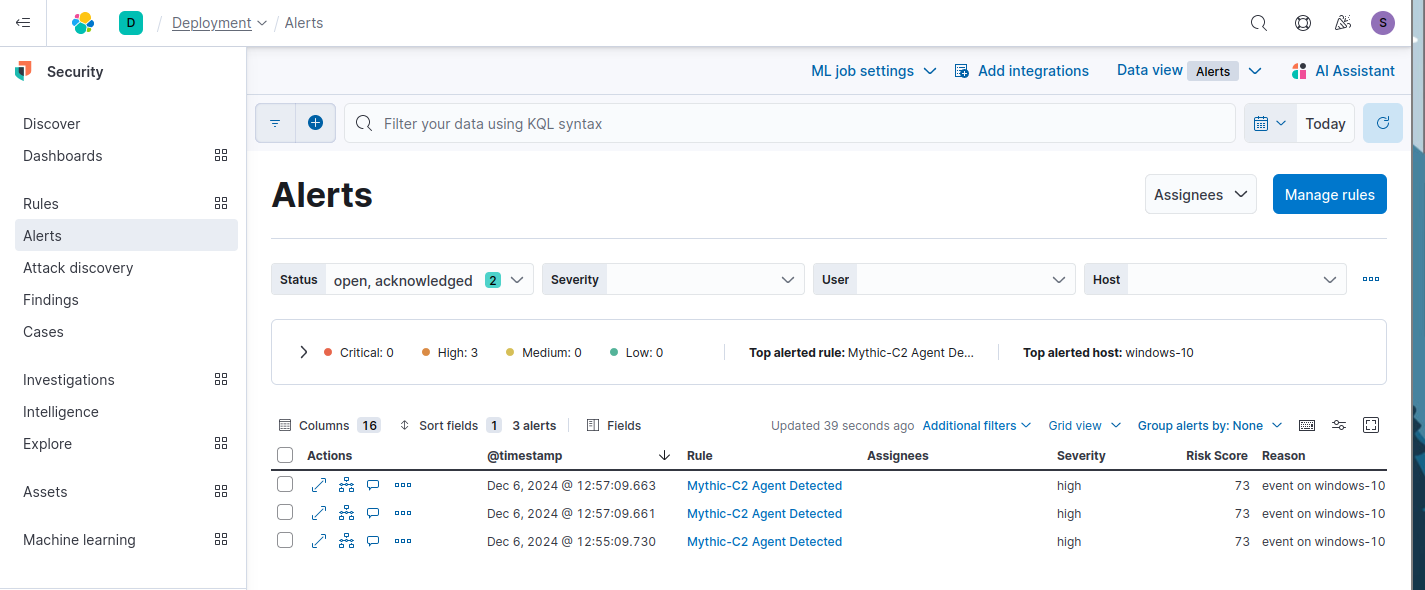 D / Deployment / Alerts S
Security
ML job settings Add integrations Data view Alerts AI Assistant
Discover
Dashboards
Rules
Alerts
Attack discovery
Findings
Cases
Investigations
Intelligence
Explore
Assets
Machine learning
Filter your data using KQL syntax Today
Alerts Assignees Manage rules
Status open, acknowledged 2 Severity User Host
Critical: 0 High: 3 Medium: 0 Low: 0 Top alerted rule: Mythic-C2 Agent De... Top alerted host: windows-10
Columns 16 Sort fields 1 3 alerts Fields Updated 39 seconds ago Additional filters Grid view Group alerts by: None
Actions @timestamp Rule Assignees Severity Risk Score Reason
Dec 6, 2024 @ 12:57:09.663 Mythic-C2 Agent Detected high 73 event on windows-10
Dec 6, 2024 @ 12:57:09.661 Mythic-C2 Agent Detected high 73 event on windows-10
Dec 6, 2024 @ 12:55:09.730 Mythic-C2 Agent Detected high 73 event on windows-10